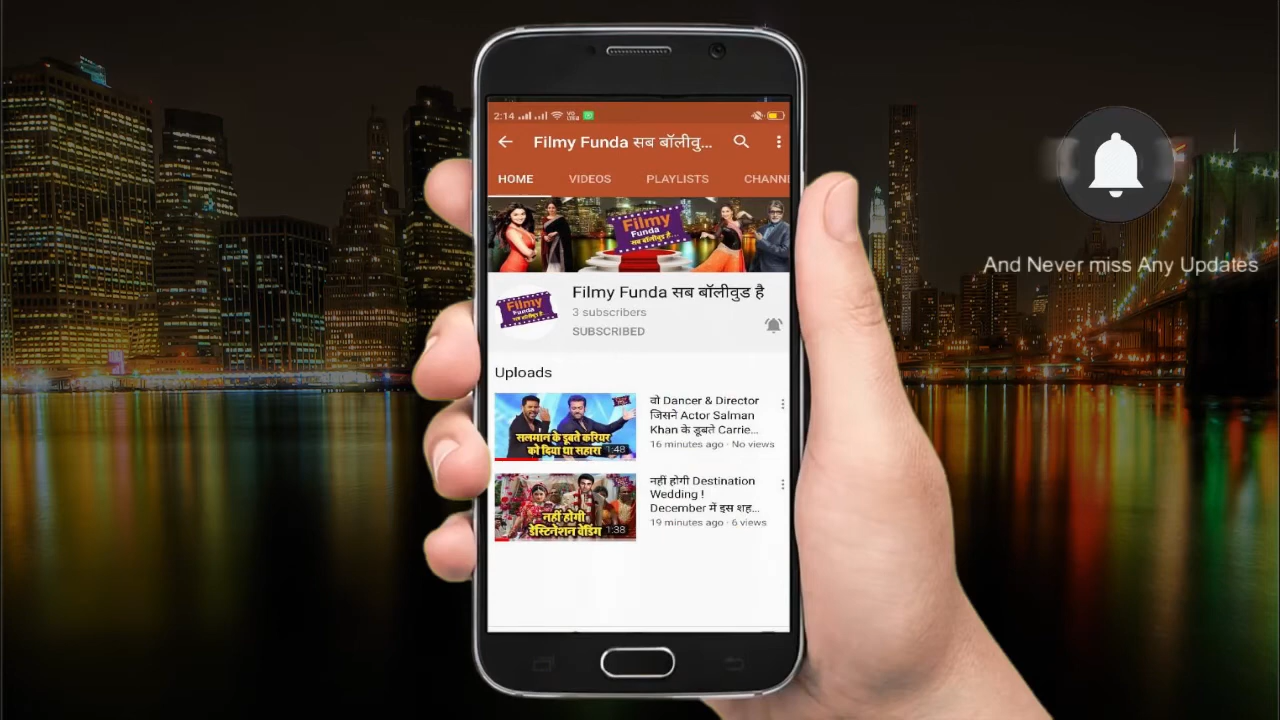 2:14
Filmy Funda सब बॉलीवु...
HOME VIDEOS PLAYLISTS CHANNE
Filmy
Funda
सब बॉलीवुड है...
Filmy Funda सब बॉलीवुड है
3 subscribers
SUBSCRIBED
Uploads
सलमान के डूबते करियर
को दिया था सहारा
1:48
वो Dancer & Director
जिसने Actor Salman
Khan के डूबते Carrie...
16 minutes ago · No views
नहीं होगी
डेस्टिनेशन वेडिंग
1:38
नहीं होगी Destination
Wedding !
December में इस शह...
19 minutes ago · 6 views
And Never miss Any Updates